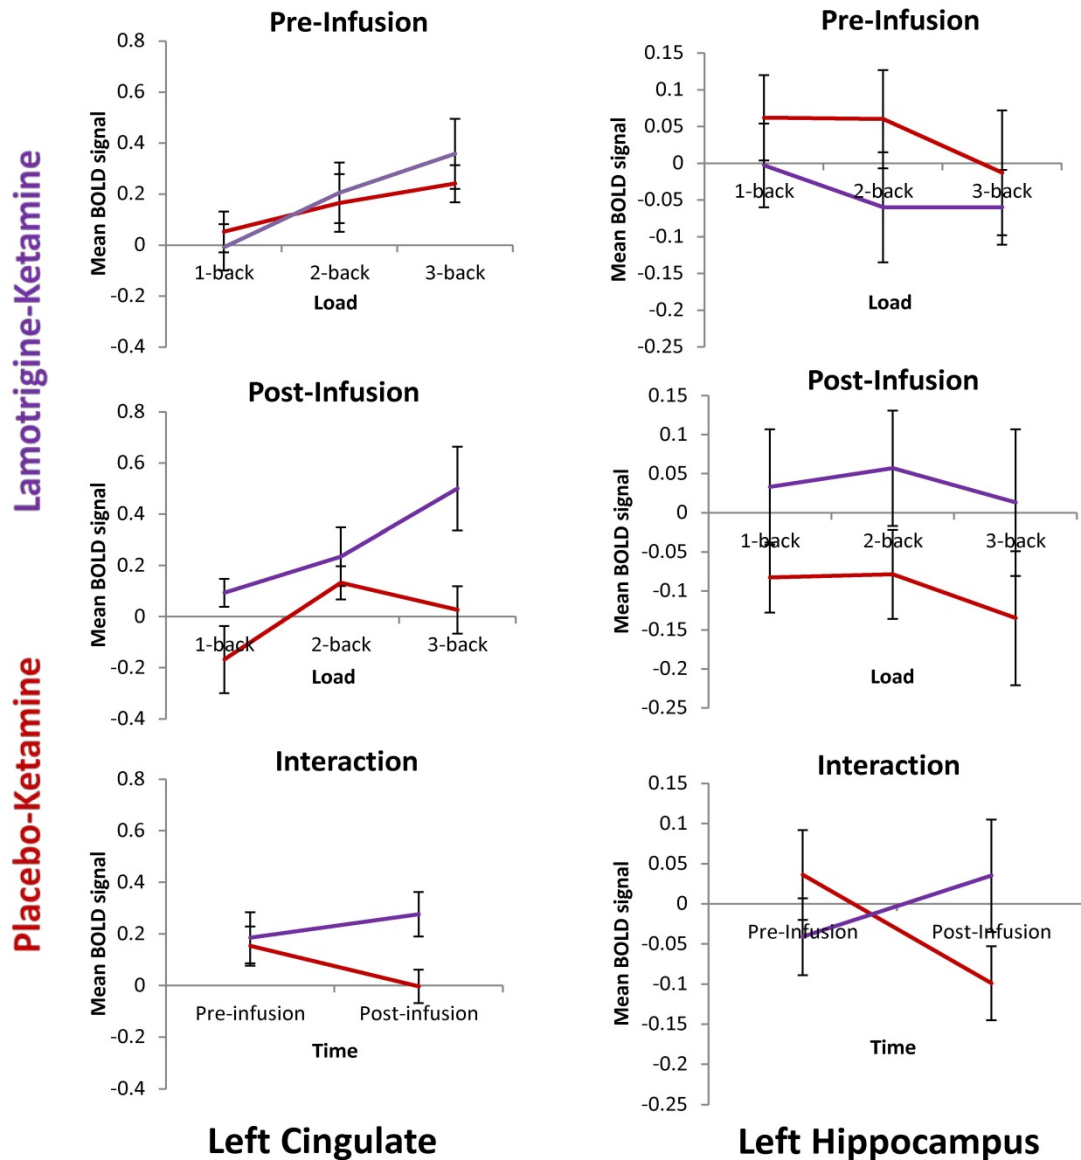 Lamotrigine-Ketamine
Placebo-Ketamine
Pre-Infusion
Mean BOLD signal
0.8
0.6
0.4
0.2
0
-0.2
-0.4
1-back
2-back
3-back
Load
Pre-Infusion
Mean BOLD signal
0.15
0.1
0.05
0
-0.05
-0.1
-0.15
-0.2
-0.25
1-back
2-back
3-back
Load
Post-Infusion
Mean BOLD signal
0.8
0.6
0.4
0.2
0
-0.2
-0.4
1-back
2-back
3-back
Load
Post-Infusion
Mean BOLD signal
0.15
0.1
0.05
0
-0.05
-0.1
-0.15
-0.2
-0.25
1-back
2-back
3-back
Load
Interaction
Mean BOLD signal
0.8
0.6
0.4
0.2
0
-0.2
-0.4
Pre-infusion
Post-infusion
Time
Interaction
Mean BOLD signal
0.15
0.1
0.05
0
-0.05
-0.1
-0.15
-0.2
-0.25
Pre-Infusion
Post-Infusion
Time
Left Cingulate
Left Hippocampus